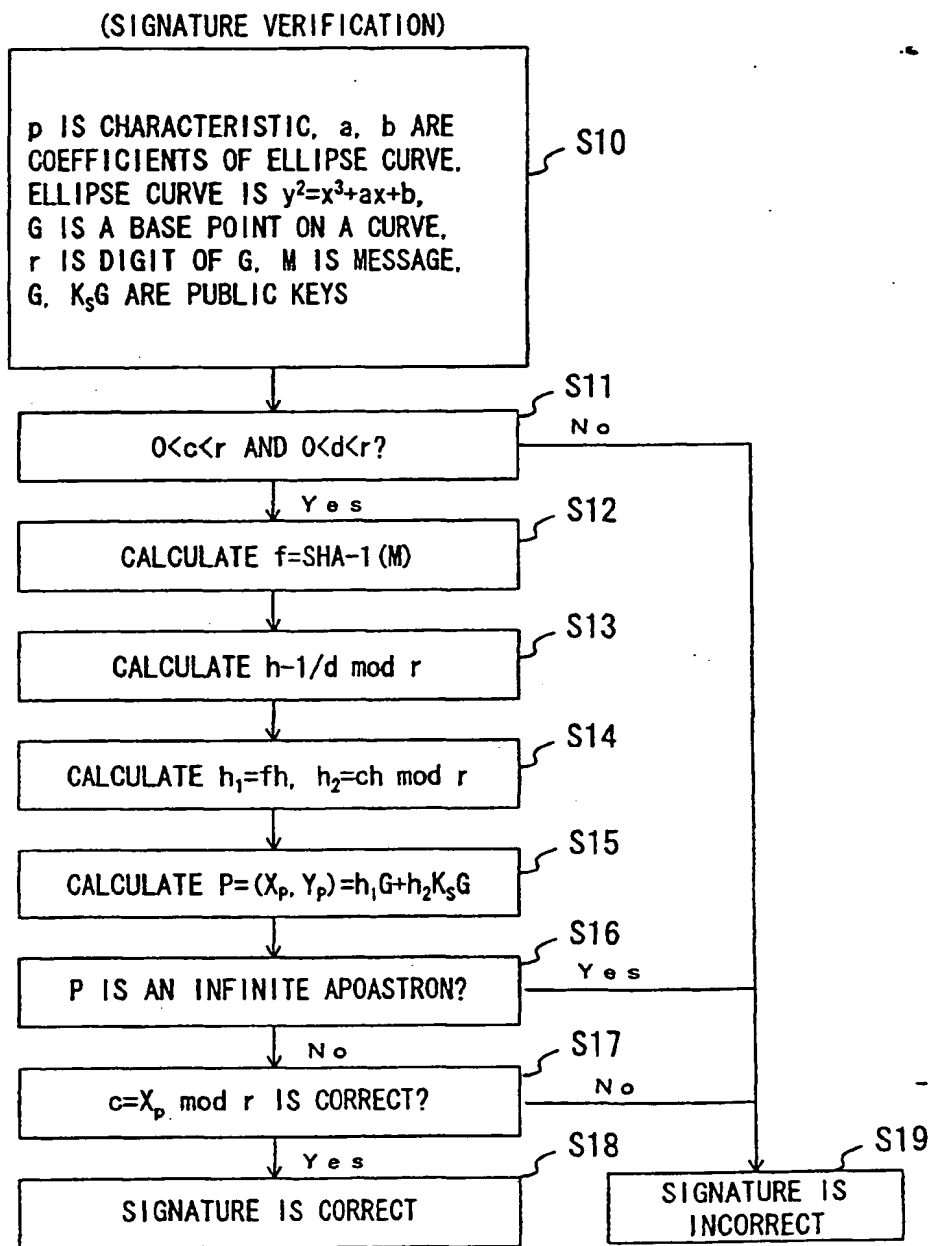 (SIGNATURE VERIFICATION)
p IS CHARACTERISTIC, a, b ARE
COEFFICIENTS OF ELLIPSE CURVE,
ELLIPSE CURVE IS y²=x³+ax+b,
G IS A BASE POINT ON A CURVE,
r IS DIGIT OF G, M IS MESSAGE,
G, KₛG ARE PUBLIC KEYS
S10
S11
0<c<r AND 0<d<r?
No
Yes
S12
CALCULATE f=SHA-1(M)
S13
CALCULATE h-1/d mod r
S14
CALCULATE h₁=fh, h₂=ch mod r
S15
CALCULATE P=(Xₚ, Yₚ)=h₁G+h₂KₛG
S16
P IS AN INFINITE APOASTRON?
Yes
No
S17
c=Xₚ mod r IS CORRECT?
No
Yes
S18
SIGNATURE IS CORRECT
S19
SIGNATURE IS
INCORRECT